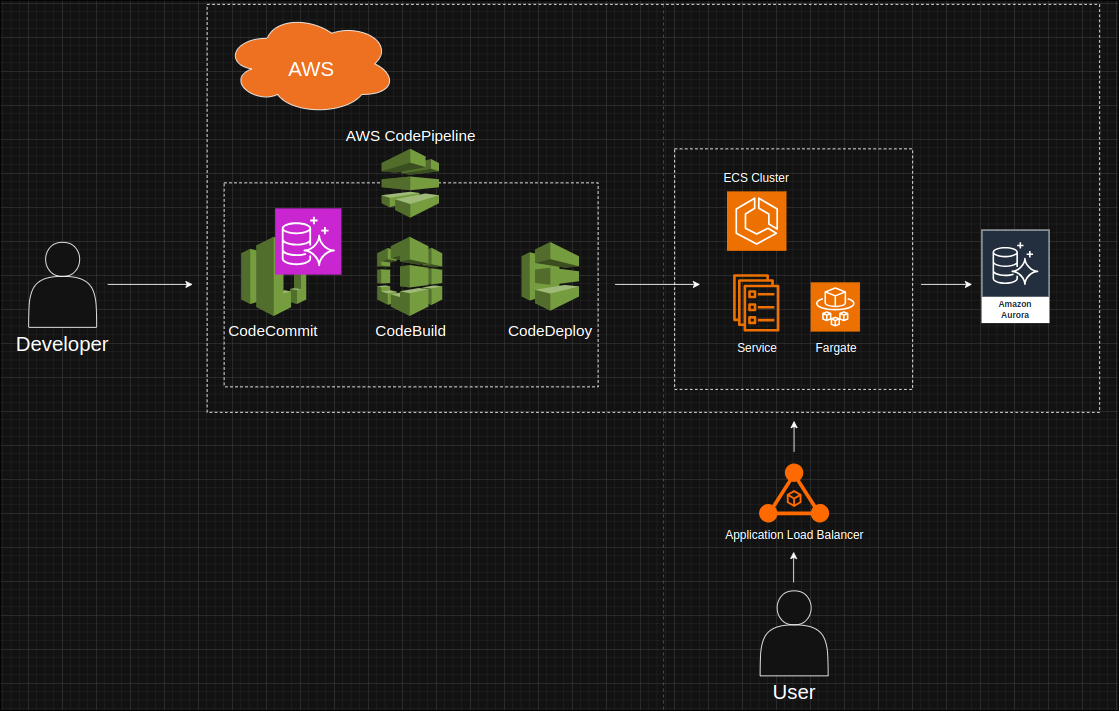 AWS
AWS CodePipeline
CodeCommit
CodeBuild
CodeDeploy
Developer
ECS Cluster
Service
Fargate
Amazon
Aurora
Application Load Balancer
User